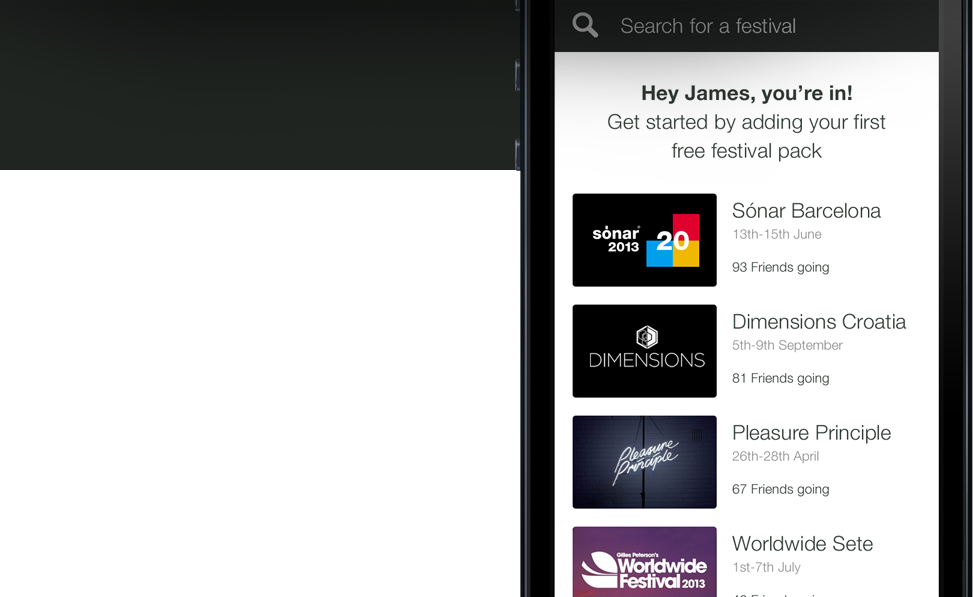 Search for a festival
Hey James, you're in!
Get started by adding your first
free festival pack
sónar
2013
20
Sónar Barcelona
13th-15th June
93 Friends going
DIMENSIONS
Dimensions Croatia
5th-9th September
81 Friends going
Pleasure
Principle
Pleasure Principle
26th-28th April
67 Friends going
Gilles Peterson's
Worldwide
Festival 2013
Worldwide Sete
1st-7th July